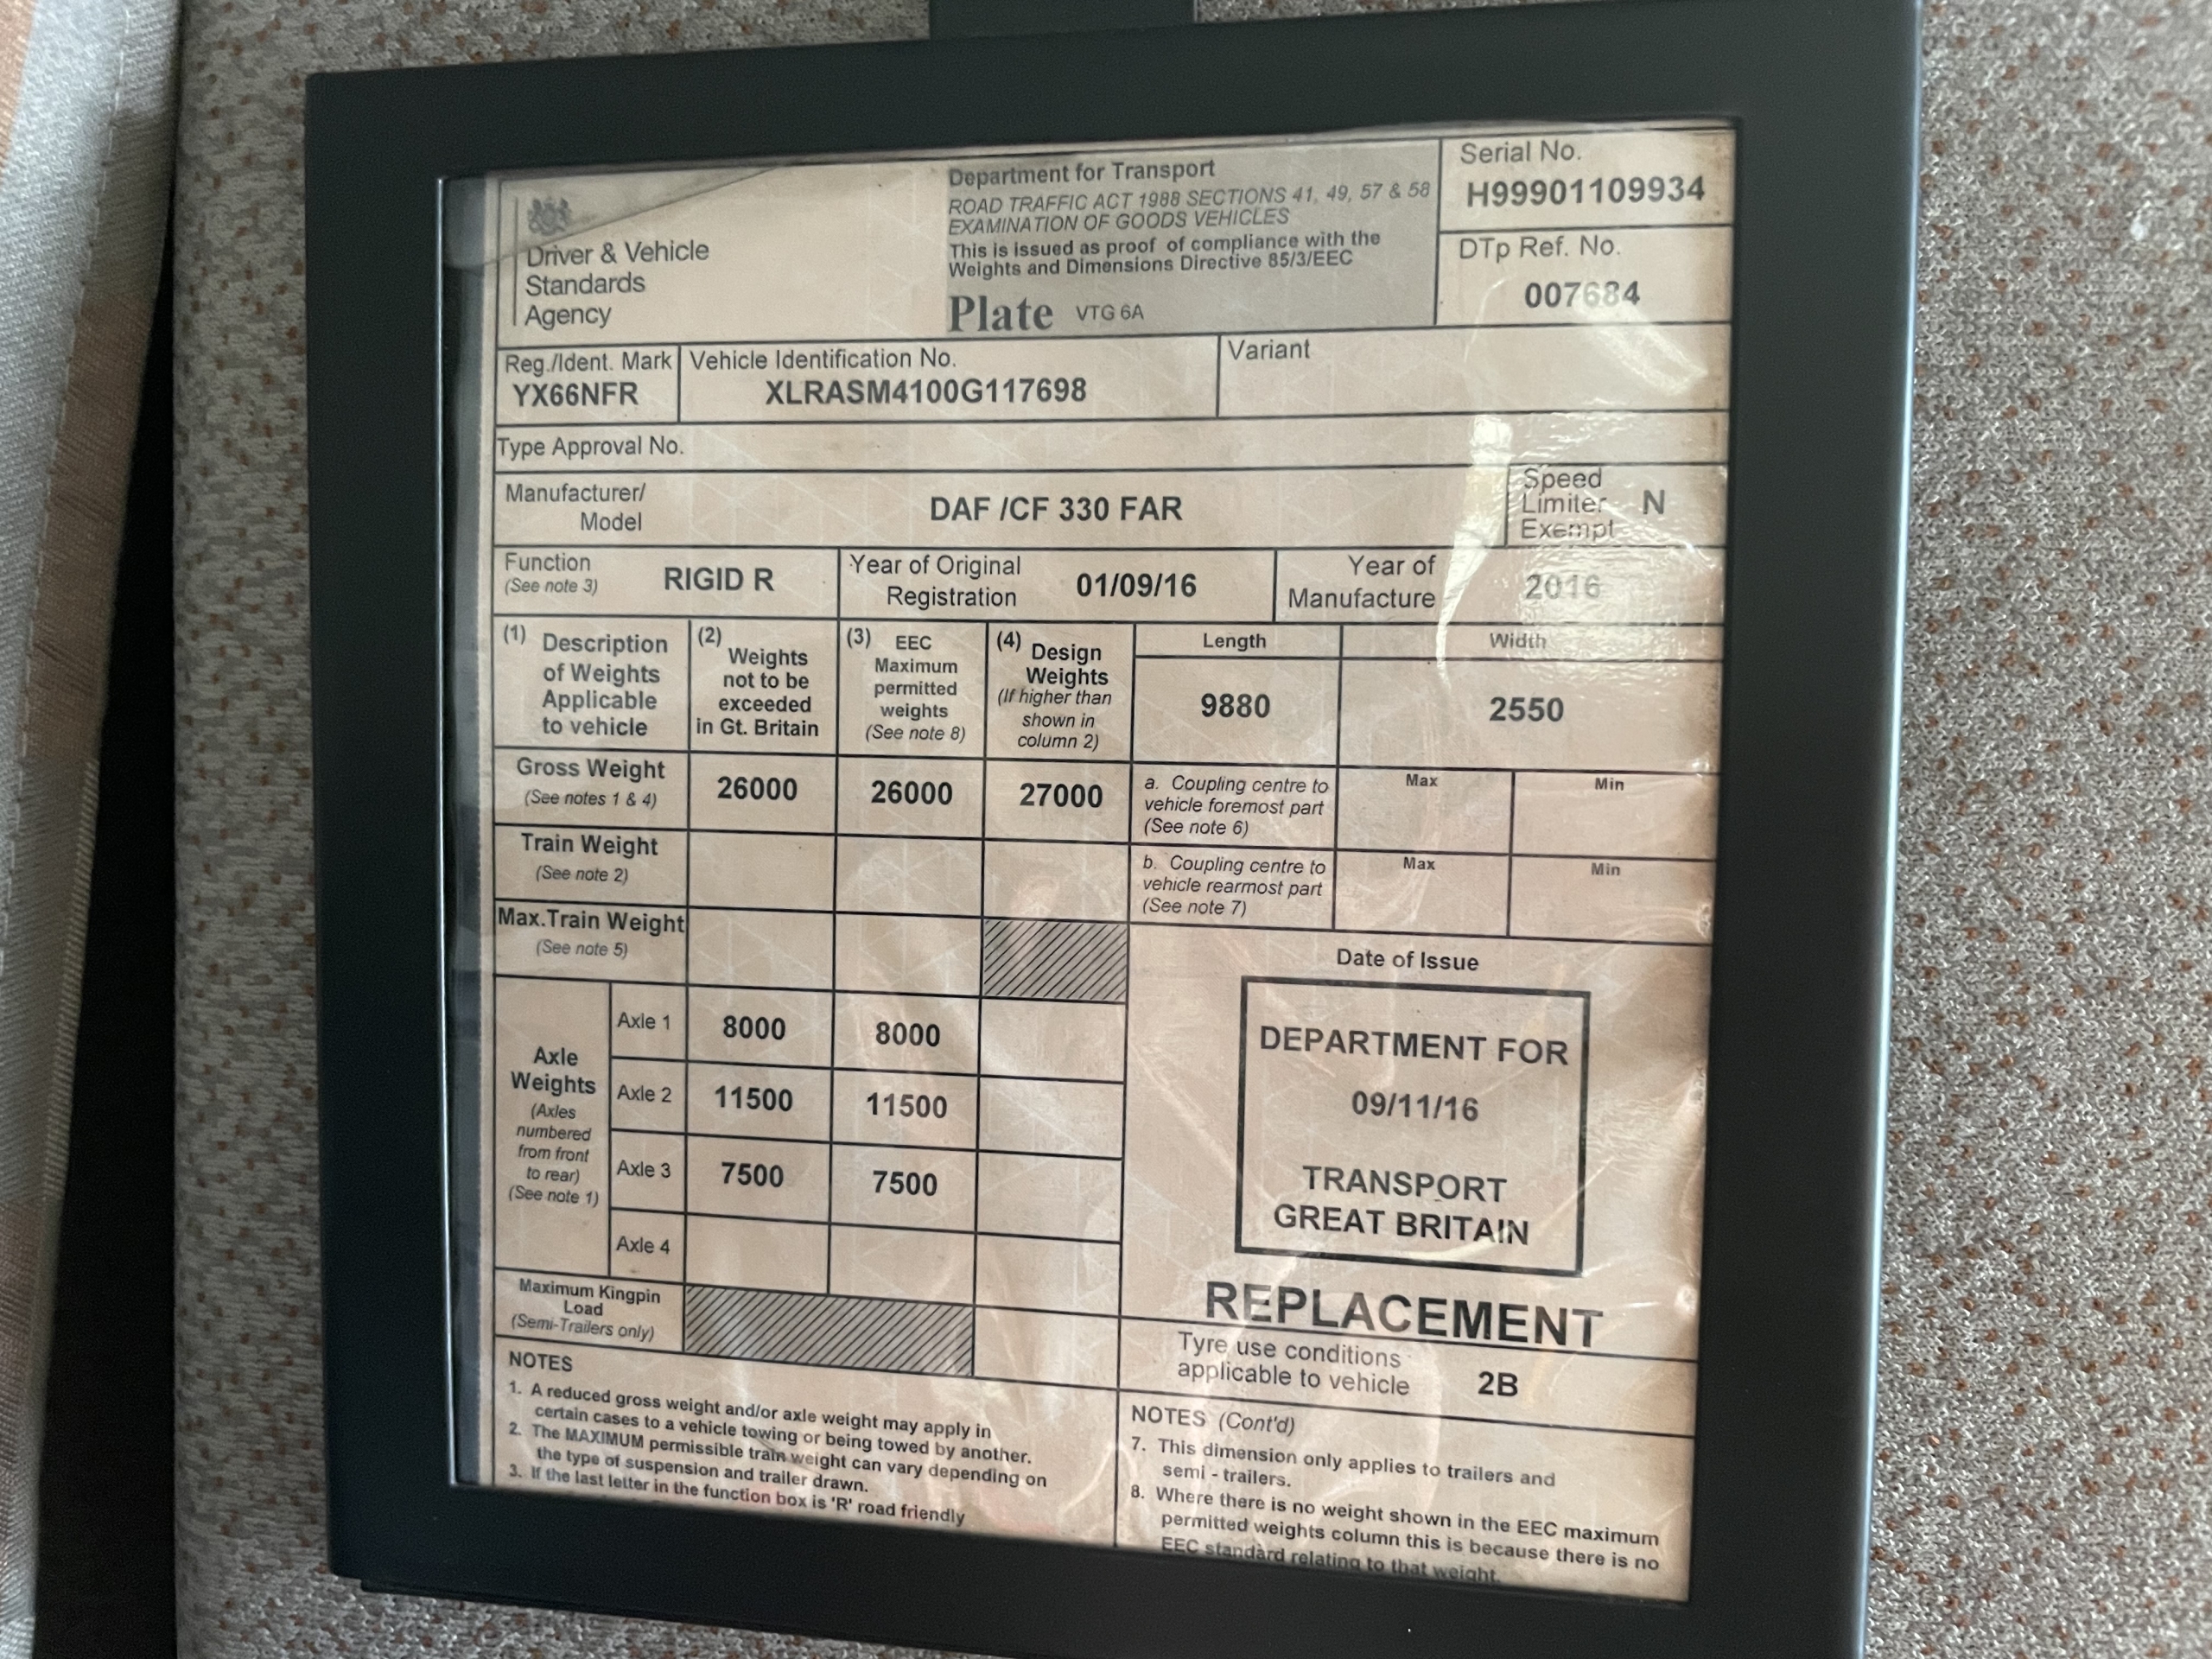 Driver & Vehicle
Standards
Agency
Department for Transport
ROAD TRAFFIC ACT 1988 SECTIONS 41, 49, 57 & 58
EXAMINATION OF GOODS VEHICLES
This is issued as proof of compliance with the
Weights and Dimensions Directive 85/3/EEC
Plate VTG 6A
Serial No.
H99901109934
DTp Ref. No.
007684
Reg./Ident. Mark
YX66NFR
Vehicle Identification No.
XLRASM4100G117698
Variant
Type Approval No.
Manufacturer/
Model
DAF /CF 330 FAR
Speed
Limiter
Exempt
N
Function
(See note 3)
RIGID R
Year of Original
Registration
01/09/16
Year of
Manufacture
2016
(1) Description
of Weights
Applicable
to vehicle
(2) Weights
not to be
exceeded
in Gt. Britain
(3) EEC
Maximum
permitted
weights
(See note 8)
(4) Design
Weights
(If higher than
shown in
column 2)
Length
9880
Width
2550
Gross Weight
(See notes 1 & 4)
26000
26000
27000
a. Coupling centre to
vehicle foremost part
(See note 6)
Max
Min
Train Weight
(See note 2)
b. Coupling centre to
vehicle rearmost part
(See note 7)
Max
Min
Max.Train Weight
(See note 5)
Axle
Weights
(Axles
numbered
from front
to rear)
(See note 1)
Axle 1
8000
8000
Axle 2
11500
11500
Axle 3
7500
7500
Axle 4
Maximum Kingpin
Load
(Semi-Trailers only)
Date of Issue
DEPARTMENT FOR
09/11/16
TRANSPORT
GREAT BRITAIN
REPLACEMENT
Tyre use conditions
applicable to vehicle
2B
NOTES
1. A reduced gross weight and/or axle weight may apply in
certain cases to a vehicle towing or being towed by another.
2. The MAXIMUM permissible train weight can vary depending on
the type of suspension and trailer drawn.
3. If the last letter in the function box is 'R' road friendly
NOTES (Cont'd)
7. This dimension only applies to trailers and
semi - trailers.
8. Where there is no weight shown in the EEC maximum
permitted weights column this is because there is no
EEC standard relating to that weight.